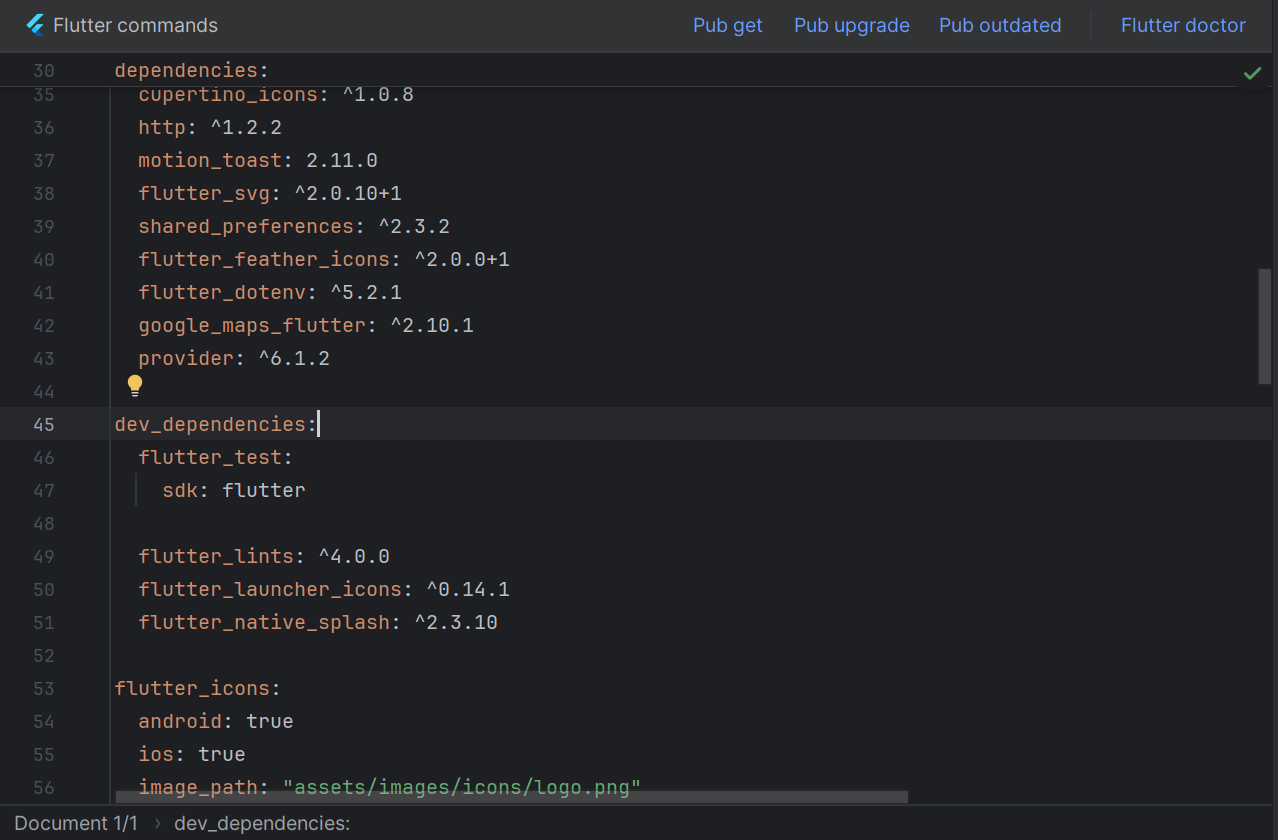 Flutter commands Pub get Pub upgrade Pub outdated Flutter doctor
30 dependencies:
35 cupertino_icons: ^1.0.8
36 http: ^1.2.2
37 motion_toast: 2.11.0
38 flutter_svg: ^2.0.10+1
39 shared_preferences: ^2.3.2
40 flutter_feather_icons: ^2.0.0+1
41 flutter_dotenv: ^5.2.1
42 google_maps_flutter: ^2.10.1
43 provider: ^6.1.2
44
45 dev_dependencies:
46 flutter_test:
47 sdk: flutter
48
49 flutter_lints: ^4.0.0
50 flutter_launcher_icons: ^0.14.1
51 flutter_native_splash: ^2.3.10
52
53 flutter_icons:
54 android: true
55 ios: true
56 image_path: "assets/images/icons/logo.png"
Document 1/1 › dev_dependencies: